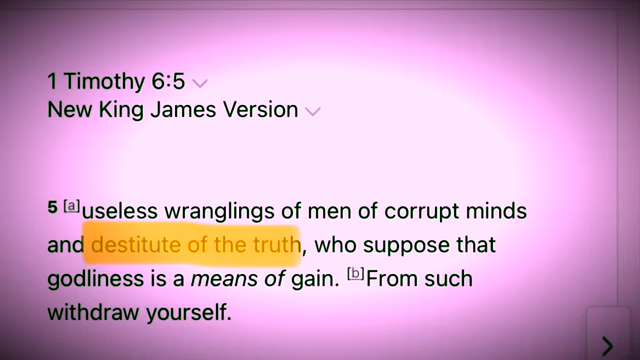 1 Timothy 6:5
New King James Version
5 [a]useless wranglings of men of corrupt minds
and destitute of the truth, who suppose that
godliness is a means of gain. [b]From such
withdraw yourself.